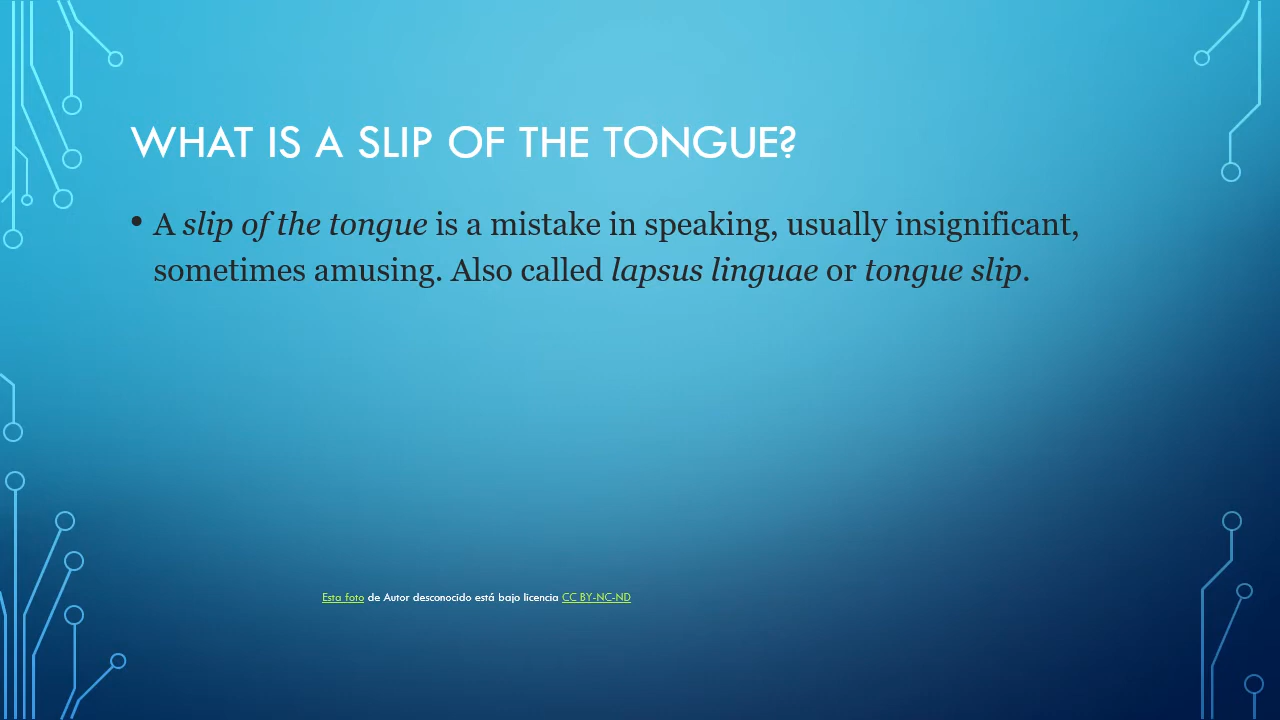 WHAT IS A SLIP OF THE TONGUE?
• A slip of the tongue is a mistake in speaking, usually insignificant,
sometimes amusing. Also called lapsus linguae or tongue slip.
Esta foto de Autor desconocido está bajo licencia CC BY-NC-ND